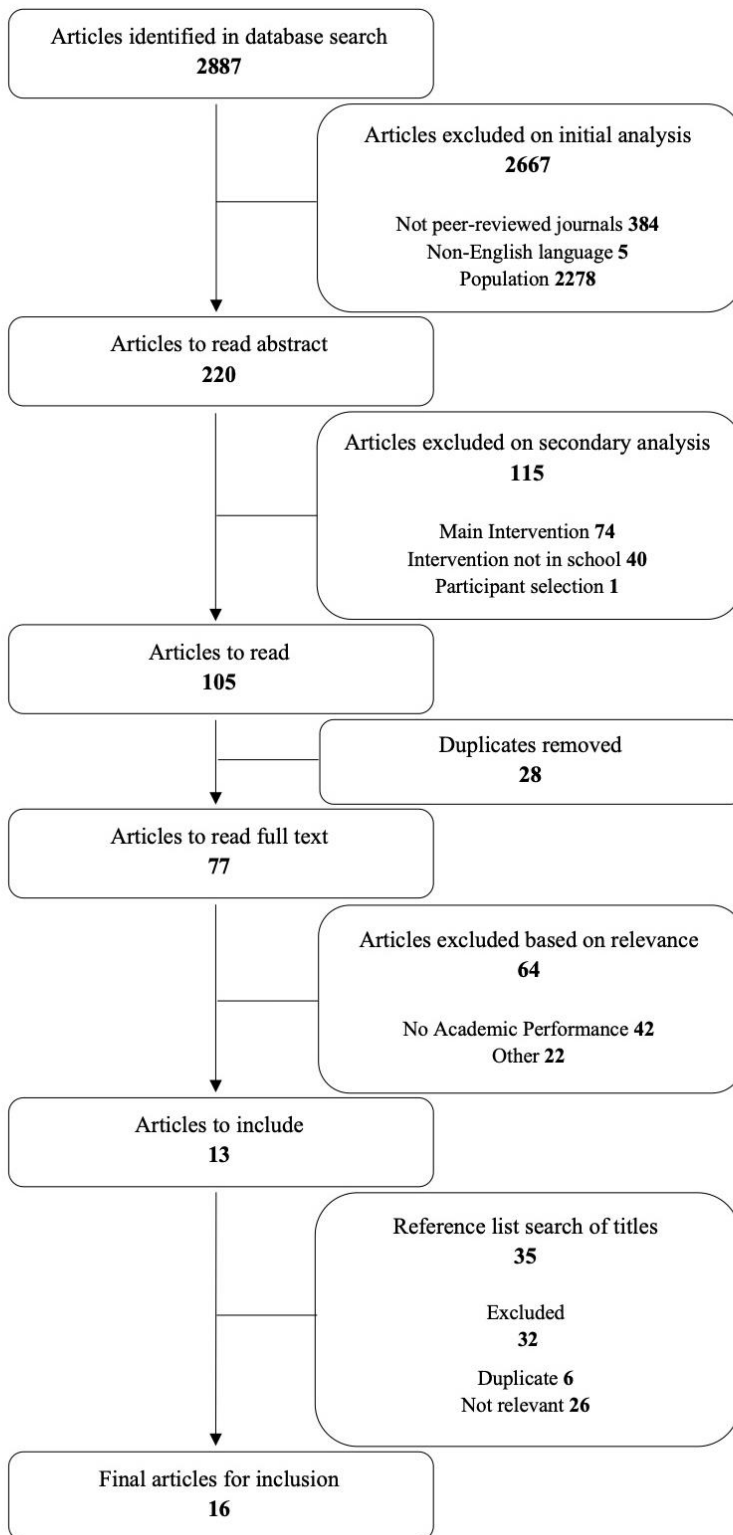 Articles identified in database search
2887
Articles excluded on initial analysis
2667
Not peer-reviewed journals 384
Non-English language 5
Population 2278
Articles to read abstract
220
Articles excluded on secondary analysis
115
Main Intervention 74
Intervention not in school 40
Participant selection 1
Articles to read
105
Duplicates removed
28
Articles to read full text
77
Articles excluded based on relevance
64
No Academic Performance 42
Other 22
Articles to include
13
Reference list search of titles
35
Excluded
32
Duplicate 6
Not relevant 26
Final articles for inclusion
16